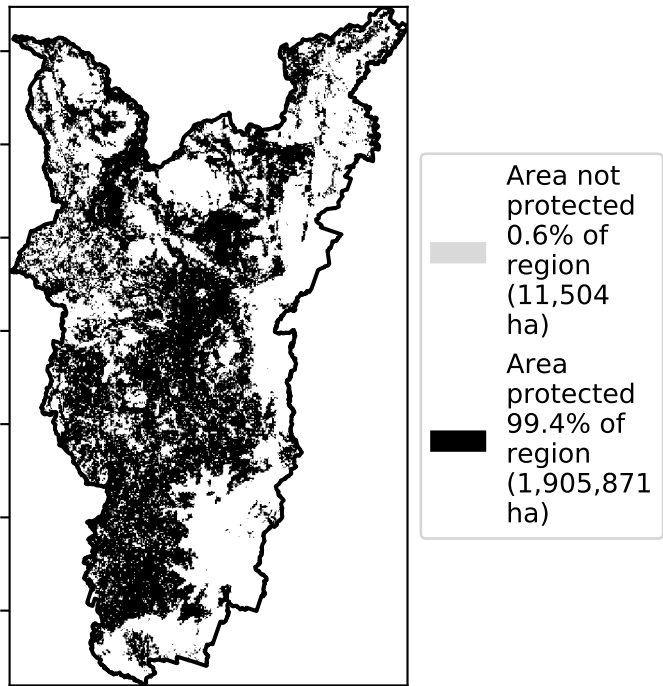 Area not
protected
0.6% of
region
(11,504
ha)
Area
protected
99.4% of
region
(1,905,871
ha)